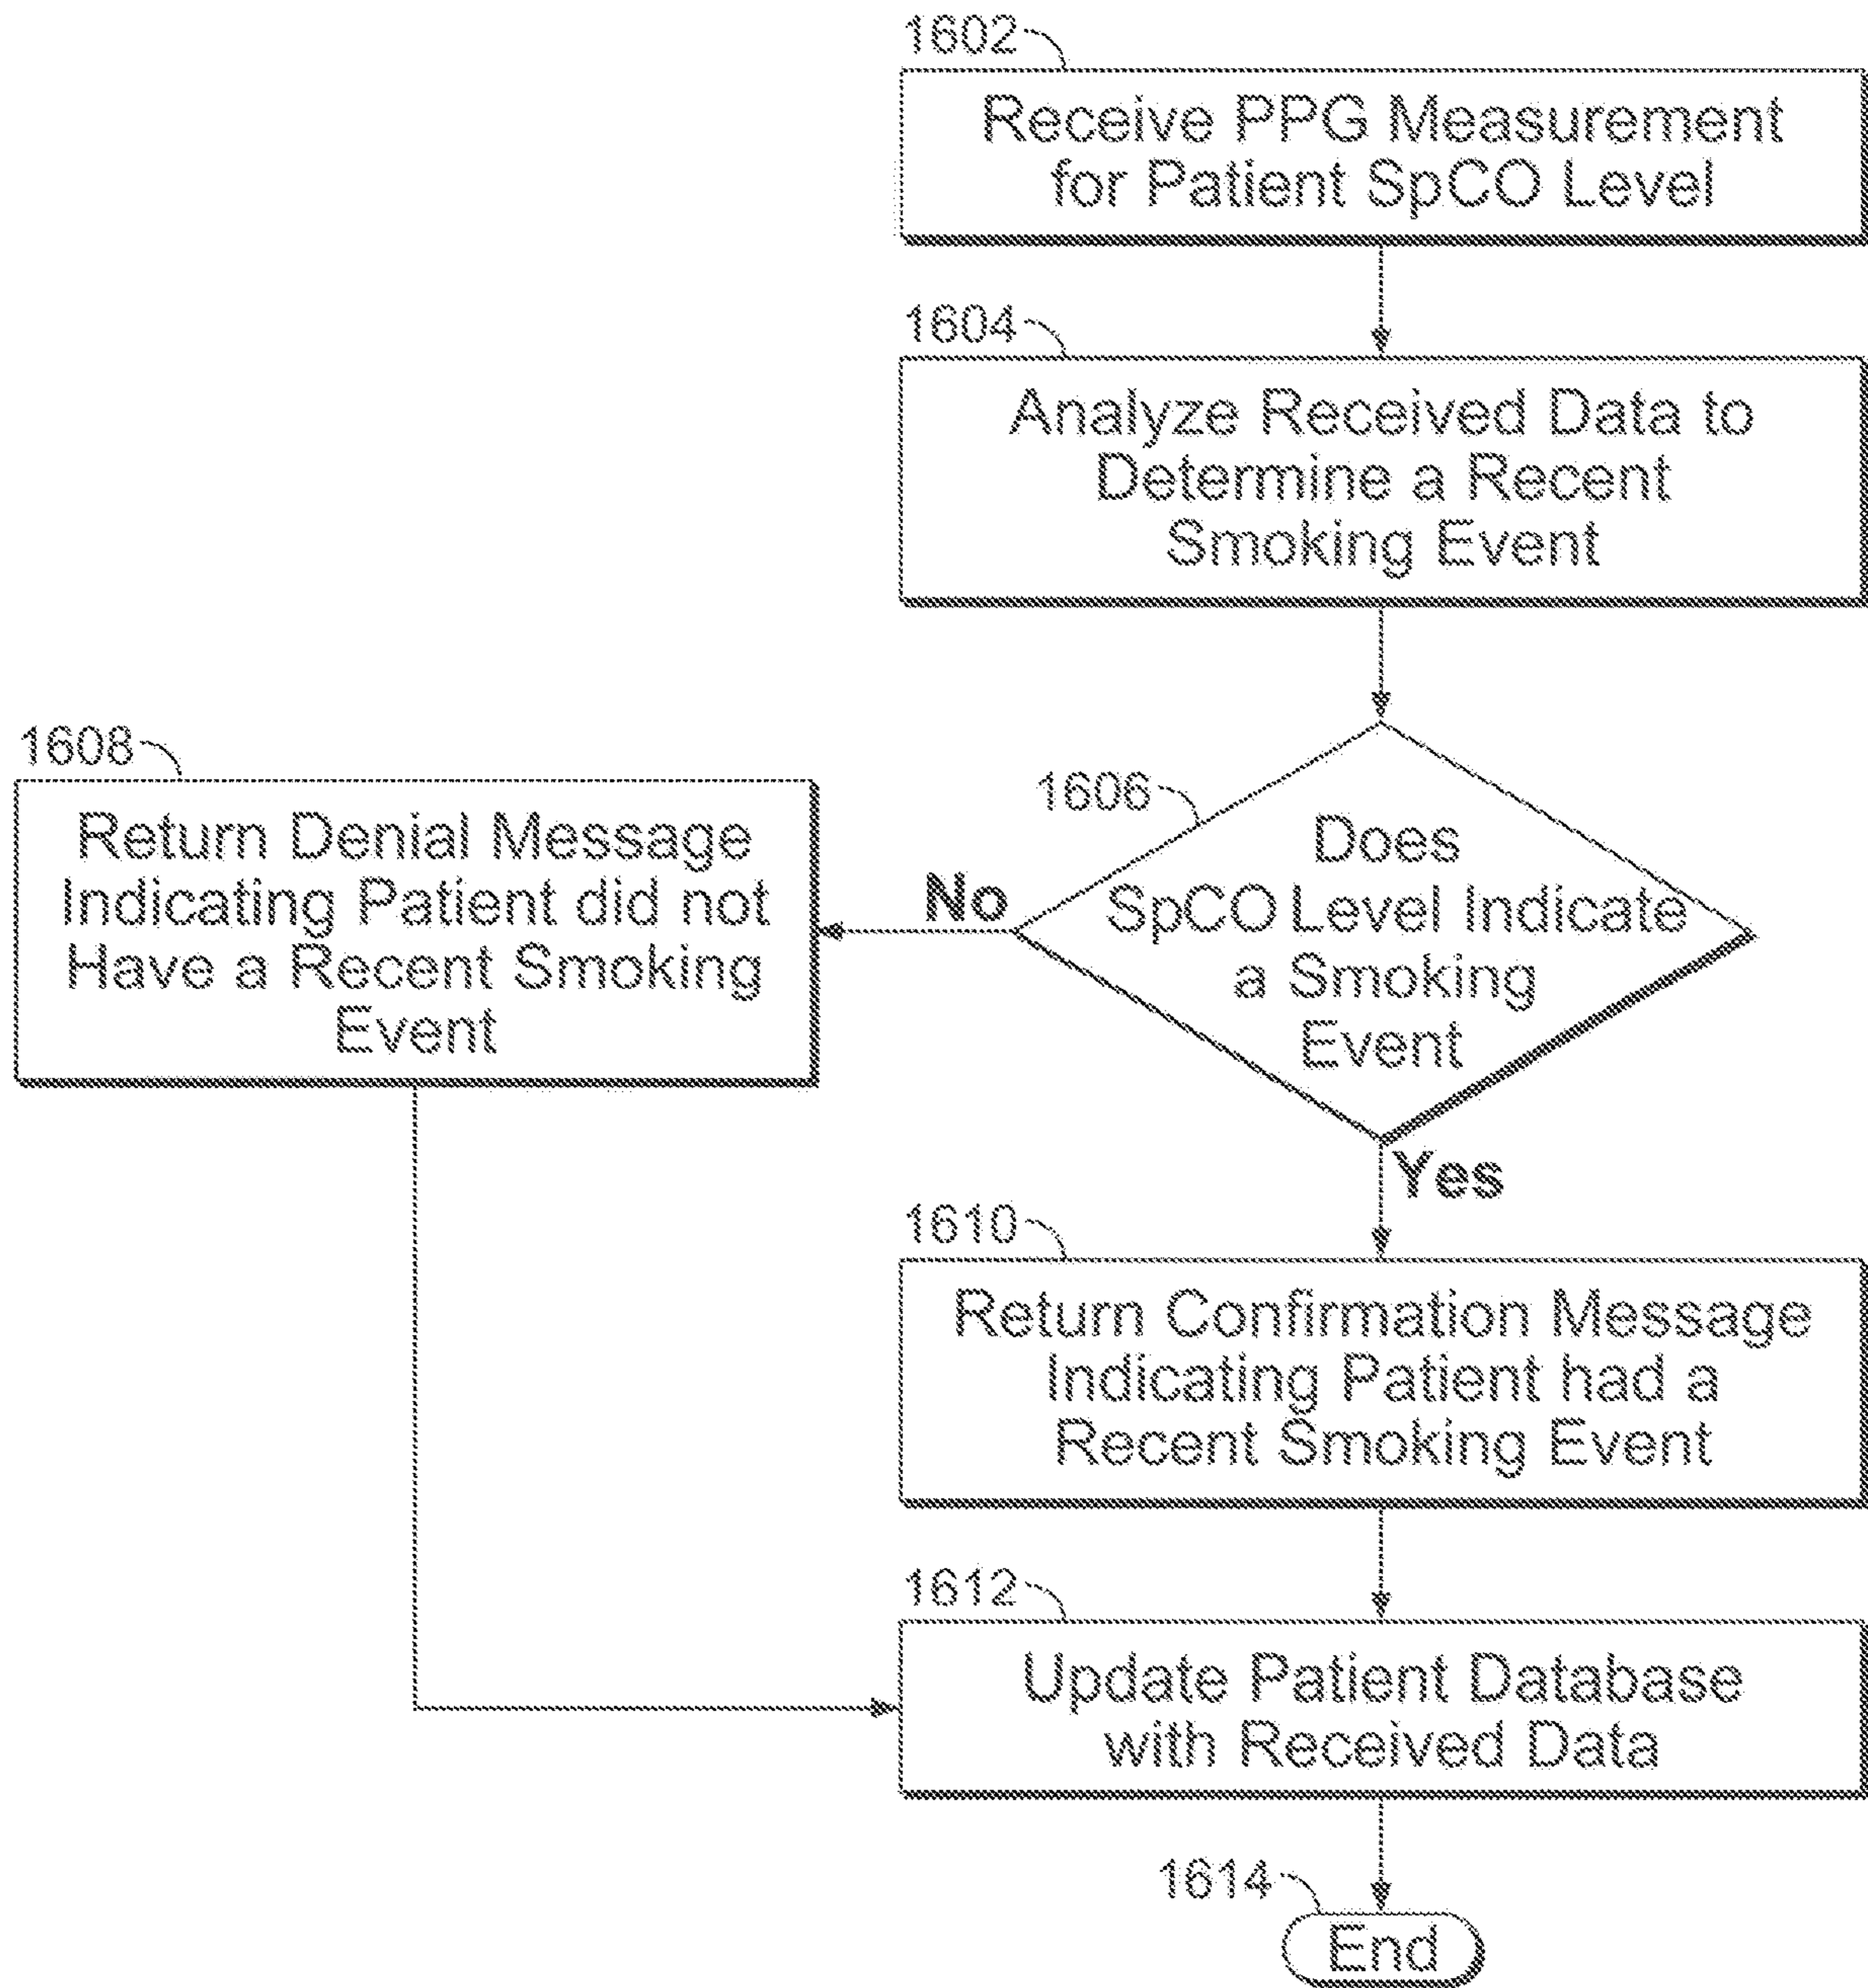 1602
Receive PPG Measurement
for Patient SpCO Level
1604
Analyze Received Data to
Determine a Recent
Smoking Event
1606
Does
SpCO Level Indicate
a Smoking
Event
No
Yes
1608
Return Denial Message
Indicating Patient did not
Have a Recent Smoking
Event
1610
Return Confirmation Message
Indicating Patient had a
Recent Smoking Event
1612
Update Patient Database
with Received Data
1614
End